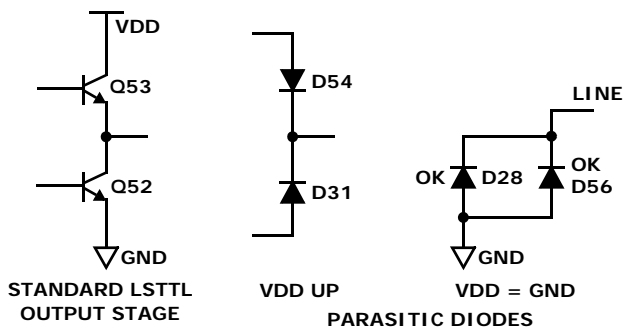 VDD
Q53
Q52
GND
STANDARD LSTTL
OUTPUT STAGE
D54
D31
VDD UP
LINE
OK D28
OK
D56
GND
VDD = GND
PARASITIC DIODES